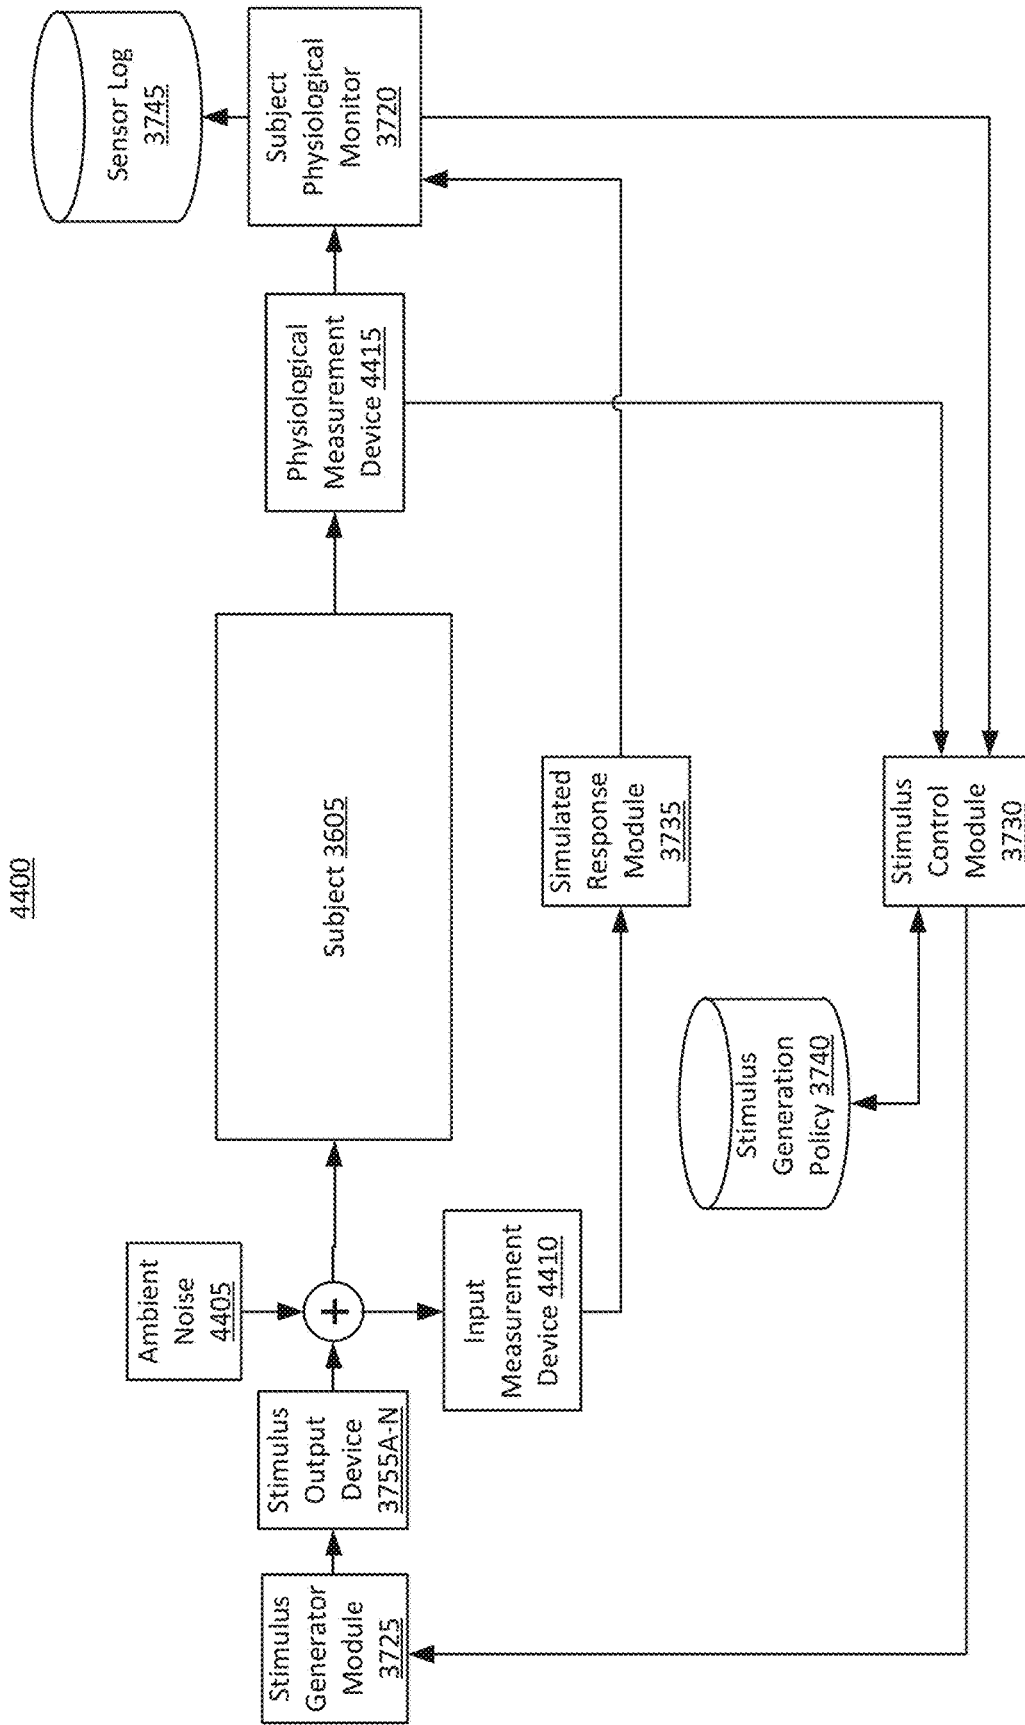 4400
Ambient
Noise
4405
Stimulus
Generator
Module
3725
Stimulus
Output
Device
3755A-N
+
Subject 3605
Physiological
Measurement
Device 4415
Subject
Physiological
Monitor
3720
Sensor Log
3745
Input
Measurement
Device 4410
Simulated
Response
Module
3735
Stimulus
Generation
Policy 3740
Stimulus
Control
Module
3730